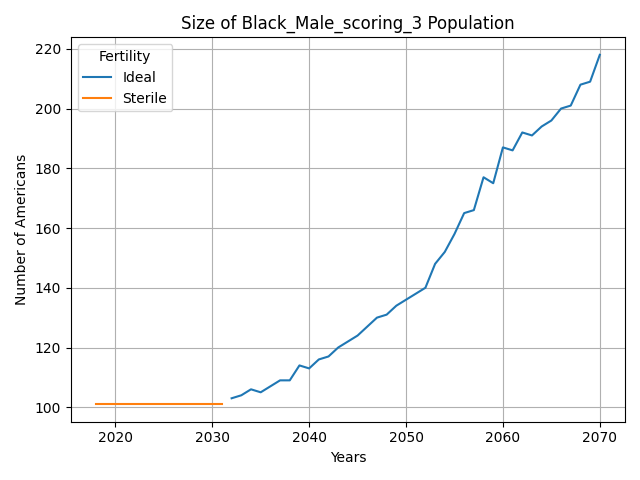 Size of Black_Male_scoring_3 Population
Fertility
Ideal
Sterile
Number of Americans
220
200
180
160
140
120
100
2020 2030 2040 2050 2060 2070
Years